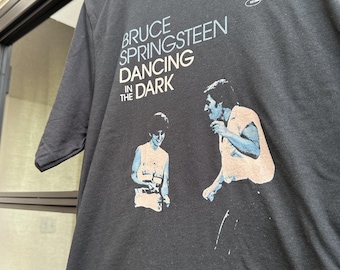 BRUCE
SPRINGSTEEN
DANCING
IN THE DARK